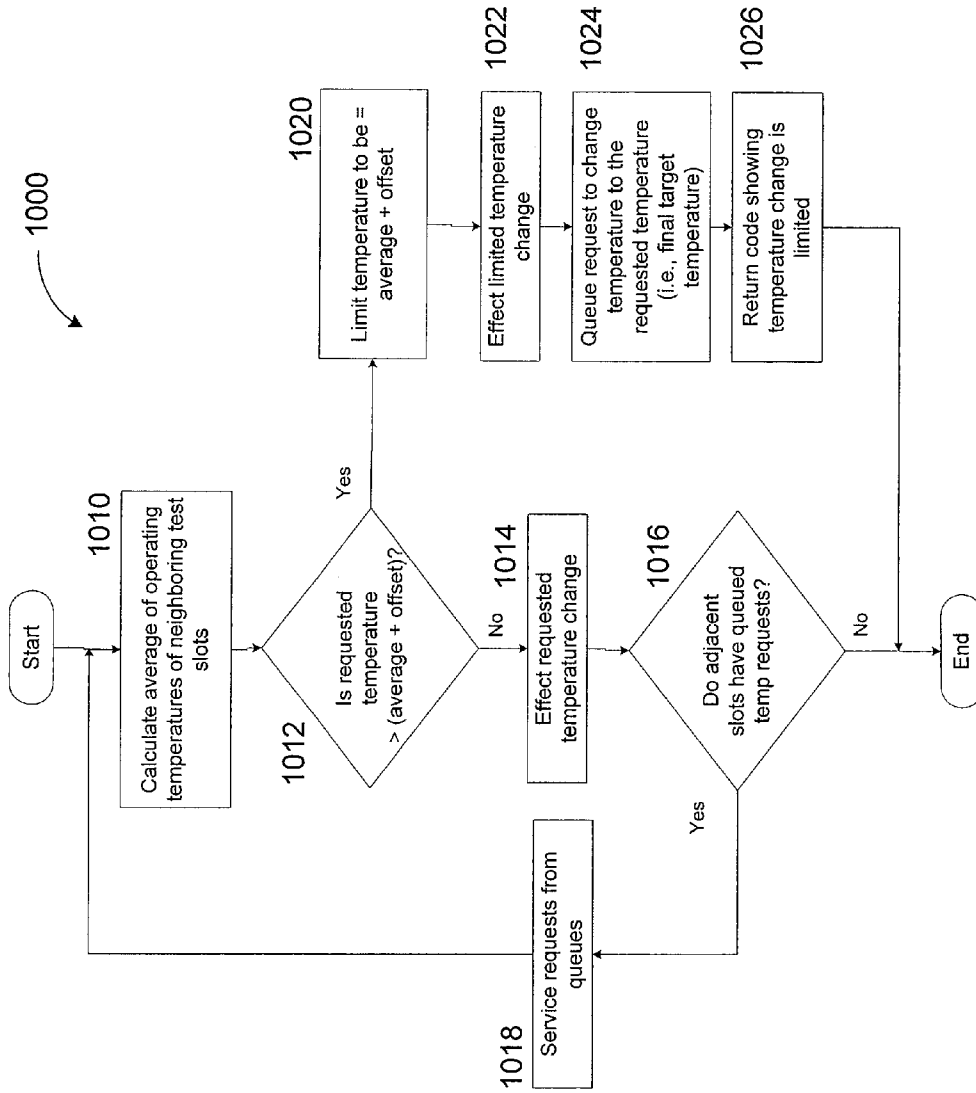 1000
Start
Calculate average of operating
temperatures of neighboring test
slots
1010
Is requested
temperature
> (average + offset)?
1012
Yes
No
Limit temperature to be =
average + offset
1020
Effect limited temperature
change
1022
Queue request to change
temperature to the
requested temperature
(i.e., final target
temperature)
1024
Return code showing
temperature change is
limited
1026
Effect requested
temperature change
1014
Do adjacent
slots have queued
temp requests?
1016
Yes
No
Service requests from
queues
1018
End